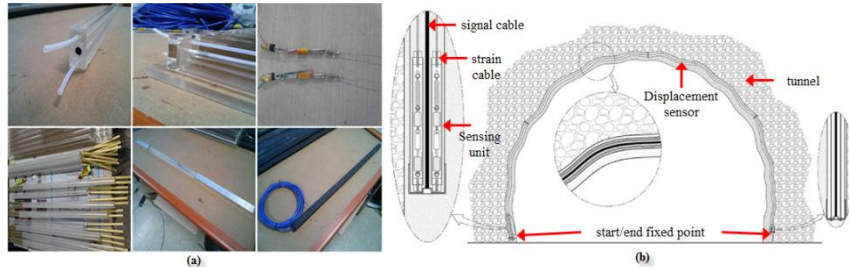 signal cable
strain
cable
Sensing
unit
Displacement
sensor
tunnel
start/end fixed point
(a)
(b)